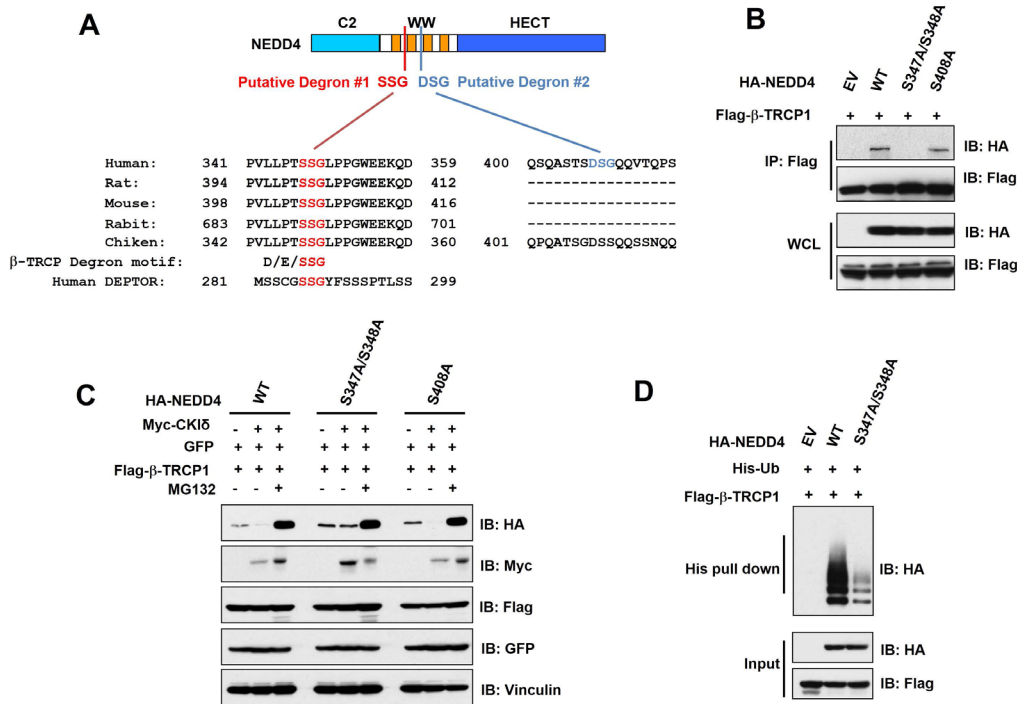 A
C2 WW HECT
NEDD4
Putative Degron #1 SSG DSG Putative Degron #2
Human: 341 PVLLPTSSGLPPGWEEKQD 359 400 QSQASTSDSGQQVTQPS
Rat: 394 PVLLPTSSGLPPGWEEKQD 412 -----------------
Mouse: 398 PVLLPTSSGLPPGWEEKQD 416 -----------------
Rabit: 683 PVLLPTSSGLPPGWEEKQD 701 -----------------
Chiken: 342 PVLLPTSSGLPPGWEERQD 360 401 QPQATSGDSSQQSSNQQ
β-TRCP Degron motif: D/E/SSG
Human DEPTOR: 281 MSSCGSSGYFSSSPTLSS 299
B
HA-NEDD4 EV WT S347A/S348A S408A
Flag-β-TRCP1 + + + +
IP: Flag
IB: HA
IB: Flag
WCL
IB: HA
IB: Flag
C
HA-NEDD4 WT S347A/S348A S408A
Myc-CKIδ - + + - + + - + +
GFP + + + + + + + + +
Flag-β-TRCP1 + + + + + + + + +
MG132 - - + - - + - - +
IB: HA
IB: Myc
IB: Flag
IB: GFP
IB: Vinculin
D
HA-NEDD4 EV WT S347A/S348A
His-Ub + + +
Flag-β-TRCP1 + + +
His pull down IB: HA
Input
IB: HA
IB: Flag